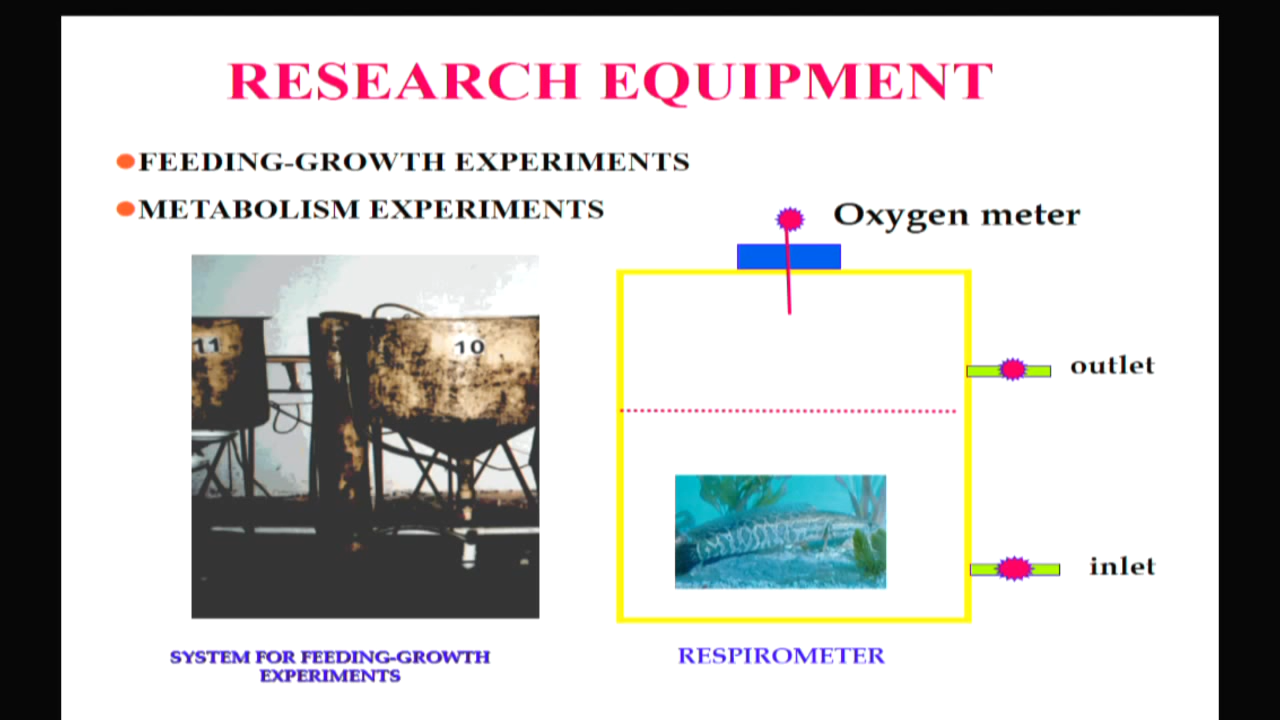 RESEARCH EQUIPMENT
FEEDING-GROWTH EXPERIMENTS
METABOLISM EXPERIMENTS
Oxygen meter
11
10
outlet
inlet
SYSTEM FOR FEEDING-GROWTH
EXPERIMENTS
RESPIROMETER